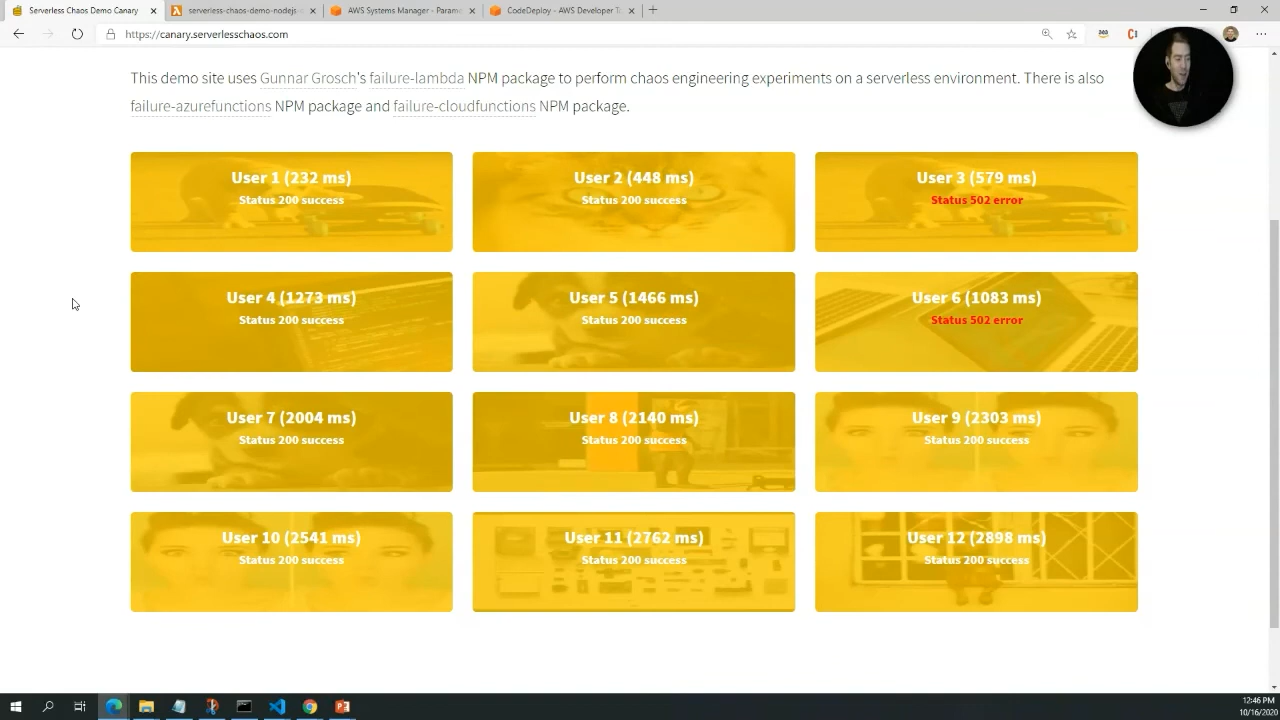 Serverless Chaos Demo Canary
serverless-chaos-demo-nodejs
AWS Systems Manager - Param
CodeDeploy - AWS Developer T
https://canary.serverlesschaos.com
This demo site uses Gunnar Grosch's failure-lambda NPM package to perform chaos engineering experiments on a serverless environment. There is also
failure-azurefunctions NPM package and failure-cloudfunctions NPM package.
User 1 (232 ms)
Status 200 success
User 2 (448 ms)
Status 200 success
User 3 (579 ms)
Status 502 error
User 4 (1273 ms)
Status 200 success
User 5 (1466 ms)
Status 200 success
User 6 (1083 ms)
Status 502 error
User 7 (2004 ms)
Status 200 success
User 8 (2140 ms)
Status 200 success
User 9 (2303 ms)
Status 200 success
User 10 (2541 ms)
Status 200 success
User 11 (2762 ms)
Status 200 success
User 12 (2898 ms)
Status 200 success
12:46 PM
10/16/2020